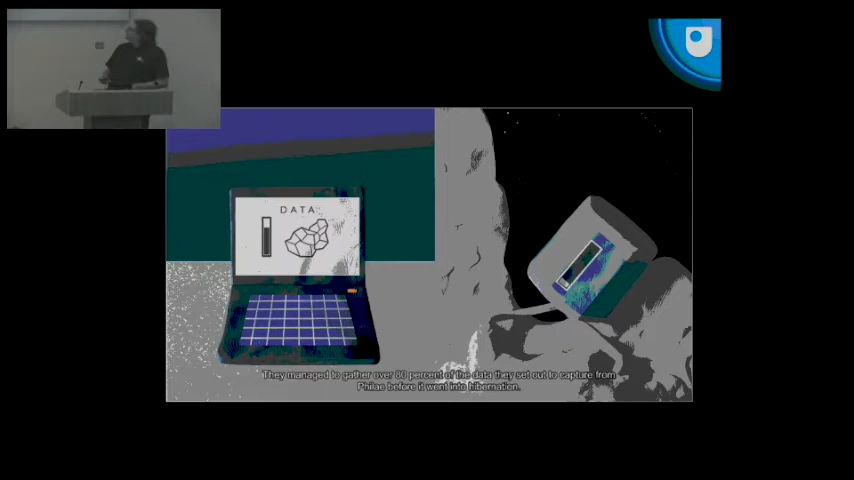 DATA
They managed to gather over 80 percent of the data they set out to capture from
Philae before it went into hibernation.